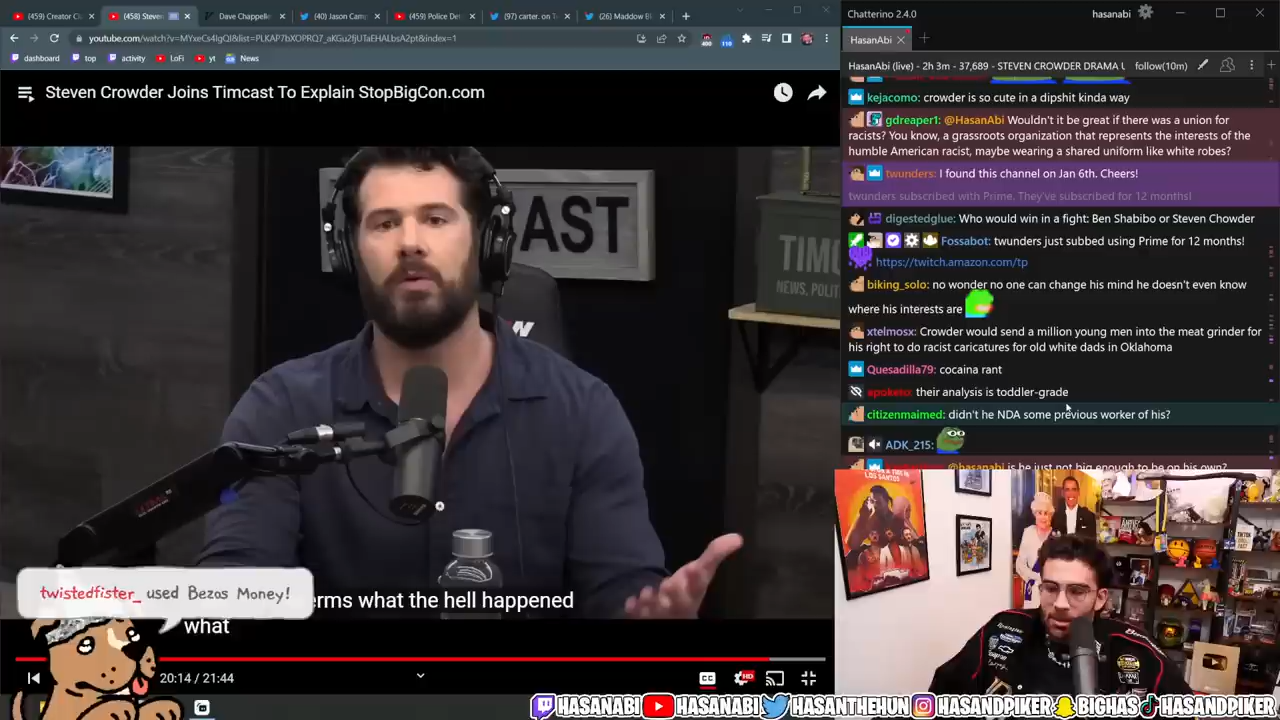 (459) Creator Cl
(458) Steven
Dave Chappelle
(40) Jason Camp
(459) Police De
(97) carter. on T
(26) Maddow B
youtube.com/watch?v=MYxeCs4lgQI&list=PLKAP7bXOPRQ7_aKGu2fjUTaEHALbsA2pt&index=1
dashboard
top
activity
LoFi
yt
News
Steven Crowder Joins Timcast To Explain StopBigCon.com
CAST
TIMC
NEWS, POLIT
erms what the hell happened
what
twistedfister_ used Bezos Money!
20:14 / 21:44
CC
HD
Chatterino 2.4.0
hasanabi
HasanAbi
HasanAbi (live) - 2h 3m - 37,689 - STEVEN CROWDER DRAMA U
follow(10m)
kejacomo: crowder is so cute in a dipshit kinda way
gdreaper1: @HasanAbi Wouldn't it be great if there was a union for
racists? You know, a grassroots organization that represents the interests of the
humble American racist, maybe wearing a shared uniform like white robes?
twunders: I found this channel on Jan 6th. Cheers!
twunders subscribed with Prime. They've subscribed for 12 months!
digestedglue: Who would win in a fight: Ben Shabibo or Steven Crowder
Fossabot: twunders just subbed using Prime for 12 months!
https://twitch.amazon.com/tp
biking_solo: no wonder no one can change his mind he doesn't even know
where his interests are
xtelmosx: Crowder would send a million young men into the meat grinder for
his right to do racist caricatures for old white dads in Oklahoma
Quesadilla79: cocaina rant
apoketo: their analysis is toddler-grade
citizenmaimed: didn't he NDA some previous worker of his?
ADK_215:
@hasanabi is he just not big enough to be on his own?
LOS SANTOS
HASANABI
HASANABI
HASANTHEHUN
HASANDPIKER
BIGHAS
HASANDPIKER